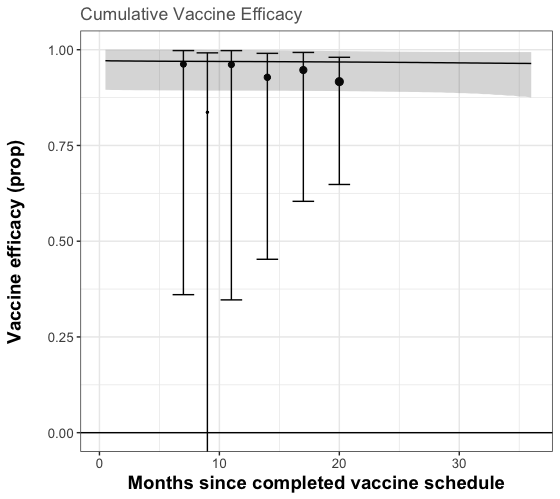 Cumulative Vaccine Efficacy
1.00
0.75
0.50
0.25
0.00
Vaccine efficacy (prop)
0 10 20 30
Months since completed vaccine schedule